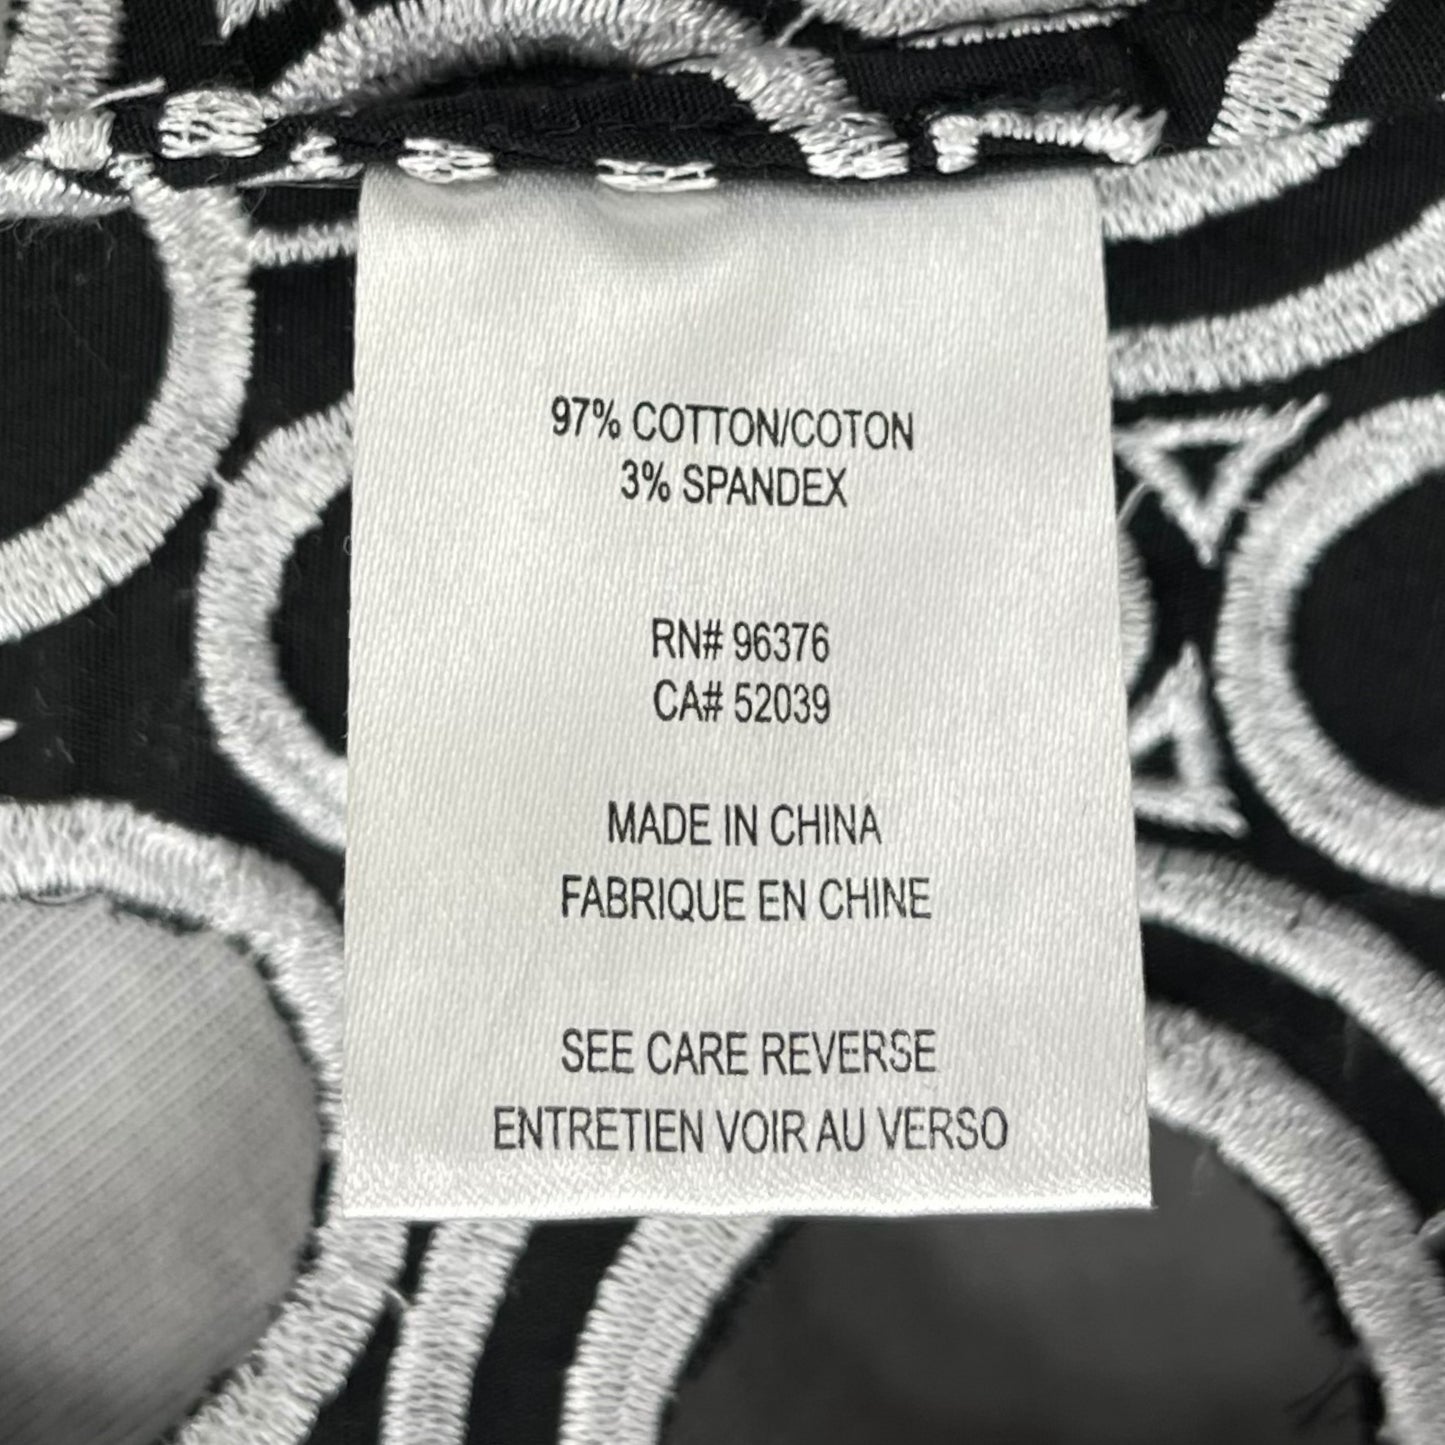 97% COTTON/COTON
3% SPANDEX
RN# 96376
CA# 52039
MADE IN CHINA
FABRIQUE EN CHINE
SEE CARE REVERSE
ENTRETIEN VOIR AU VERSO